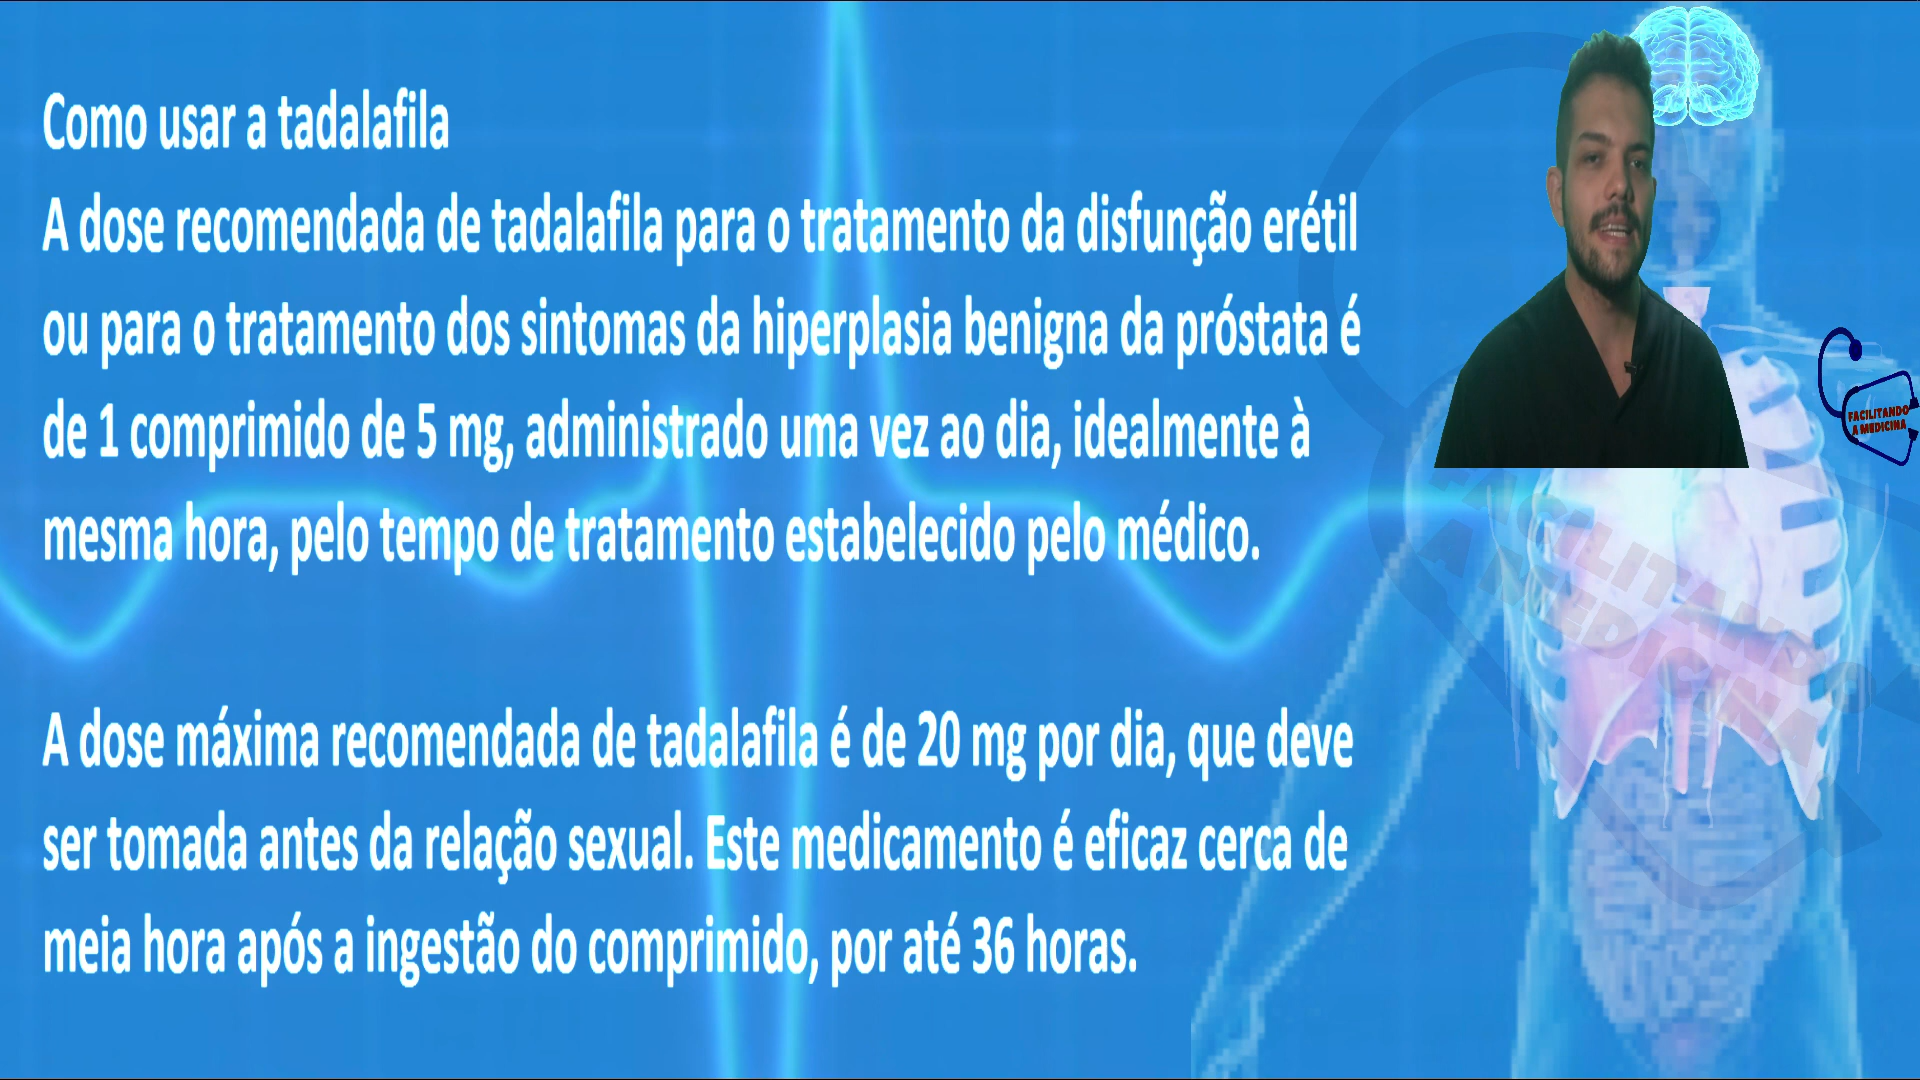 Como usar a tadalafila
A dose recomendada de tadalafila para o tratamento da disfunção erétil
ou para o tratamento dos sintomas da hiperplasia benigna da próstata é
de 1 comprimido de 5 mg, administrado uma vez ao dia, idealmente à
mesma hora, pelo tempo de tratamento estabelecido pelo médico.
A dose máxima recomendada de tadalafila é de 20 mg por dia, que deve
ser tomada antes da relação sexual. Este medicamento é eficaz cerca de
meia hora após a ingestão do comprimido, por até 36 horas.
FACILITANDO
A MEDICINA
FACILITANDO
A MEDICINA